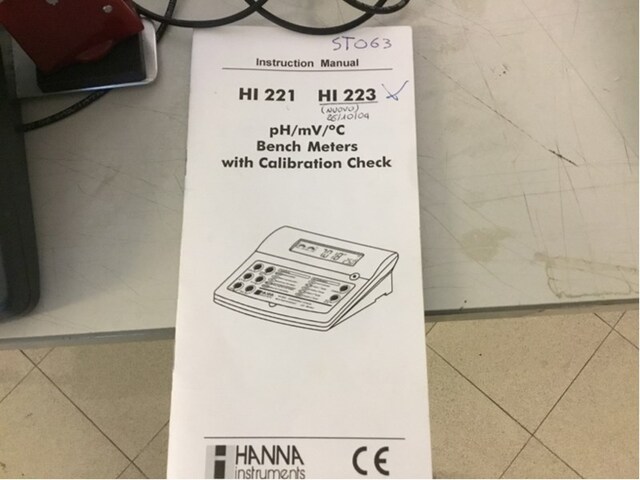 ST063
Instruction Manual
HI 221 HI 223
(NUOVO)
26/10/04
pH/mV/°C
Bench Meters
with Calibration Check
HANNA
instruments
CE